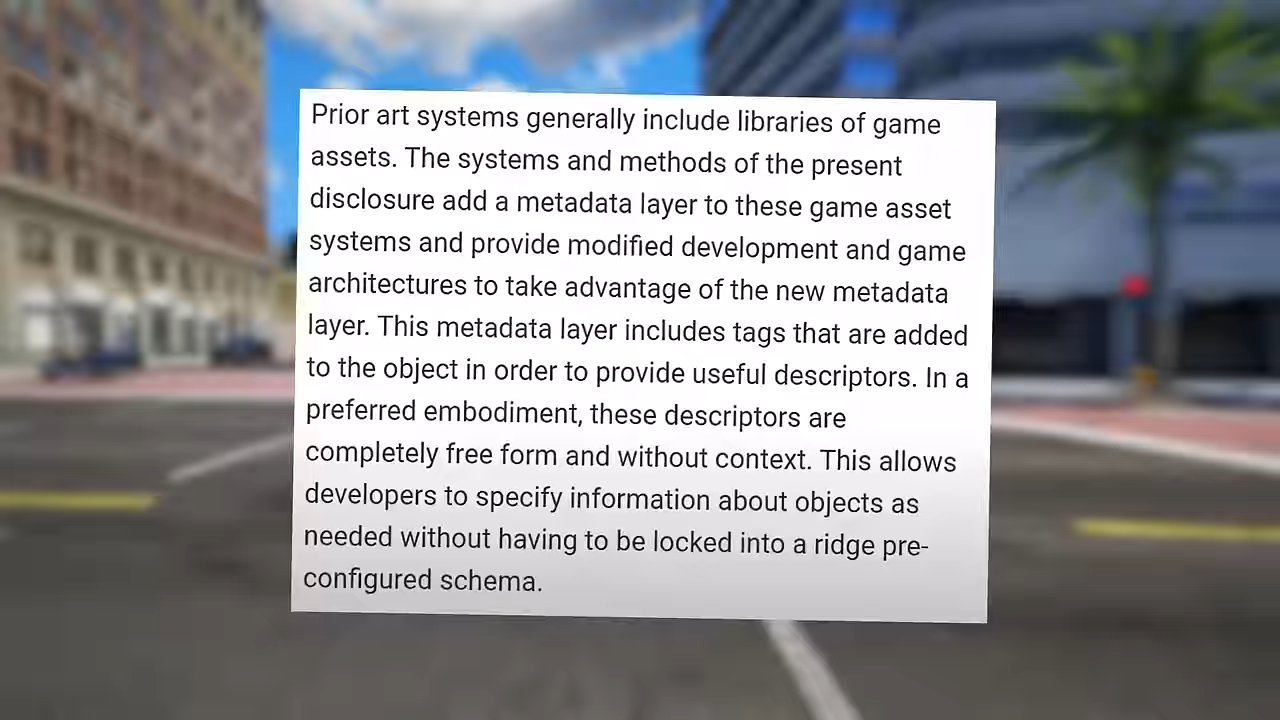 Prior art systems generally include libraries of game
assets. The systems and methods of the present
disclosure add a metadata layer to these game asset
systems and provide modified development and game
architectures to take advantage of the new metadata
layer. This metadata layer includes tags that are added
to the object in order to provide useful descriptors. In a
preferred embodiment, these descriptors are
completely free form and without context. This allows
developers to specify information about objects as
needed without having to be locked into a ridge pre-
configured schema.